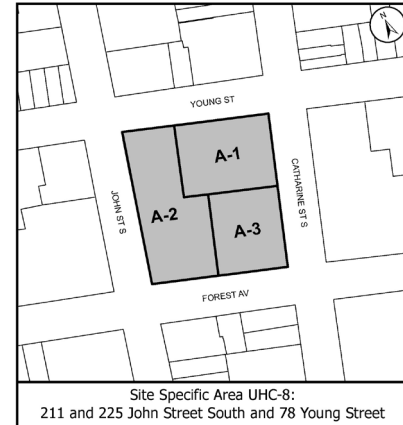 N
YOUNG ST
A-1
JOHN ST S
A-2
CATHARINE ST S
A-3
FOREST AV
Site Specific Area UHC-8:
211 and 225 John Street South and 78 Young Street